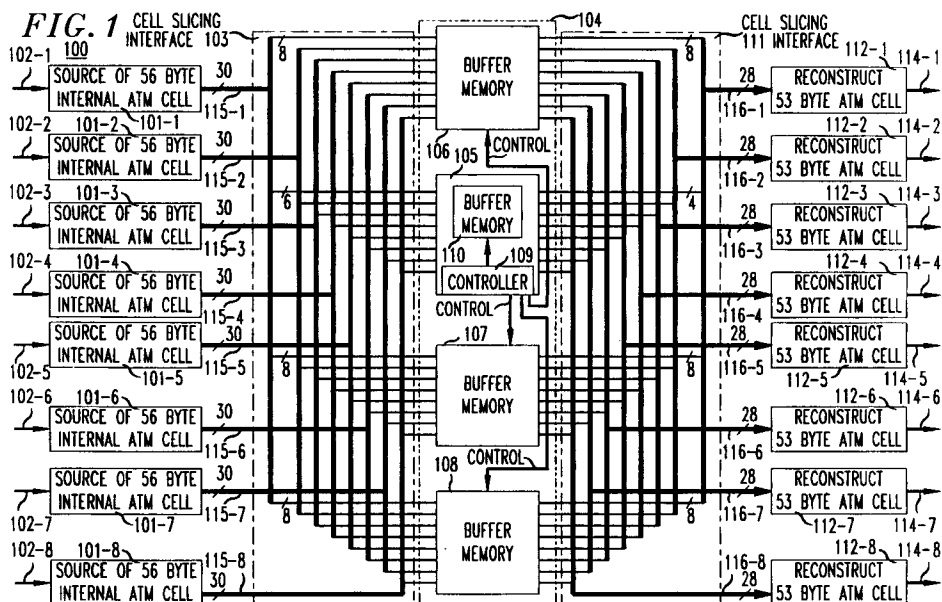 FIG. 1
100
CELL SLICING
INTERFACE 103
104
CELL SLICING
111 INTERFACE
102-1
SOURCE OF 56 BYTE
INTERNAL ATM CELL
101-1
30
115-1
8
BUFFER
MEMORY
106
CONTROL
8
28
116-1
112-1
RECONSTRUCT
53 BYTE ATM CELL
114-1
102-2
101-2
SOURCE OF 56 BYTE
INTERNAL ATM CELL
30
115-2
28
116-2
112-2
RECONSTRUCT
53 BYTE ATM CELL
114-2
102-3
101-3
SOURCE OF 56 BYTE
INTERNAL ATM CELL
30
115-3
6
105
BUFFER
MEMORY
110
109
CONTROLLER
CONTROL
4
28
116-3
112-3
RECONSTRUCT
53 BYTE ATM CELL
114-3
102-4
101-4
SOURCE OF 56 BYTE
INTERNAL ATM CELL
30
115-4
28
116-4
112-4
RECONSTRUCT
53 BYTE ATM CELL
114-4
102-5
SOURCE OF 56 BYTE
INTERNAL ATM CELL
101-5
30
115-5
8
107
BUFFER
MEMORY
8
28
116-5
RECONSTRUCT
53 BYTE ATM CELL
112-5
114-5
102-6
101-6
SOURCE OF 56 BYTE
INTERNAL ATM CELL
30
115-6
CONTROL
28
116-6
112-6
RECONSTRUCT
53 BYTE ATM CELL
114-6
102-7
SOURCE OF 56 BYTE
INTERNAL ATM CELL
101-7
30
115-7
8
108
BUFFER
MEMORY
8
28
116-7
RECONSTRUCT
53 BYTE ATM CELL
112-7
114-7
102-8
101-8
SOURCE OF 56 BYTE
INTERNAL ATM CELL
30
115-8
116-8
28
112-8
RECONSTRUCT
53 BYTE ATM CELL
114-8